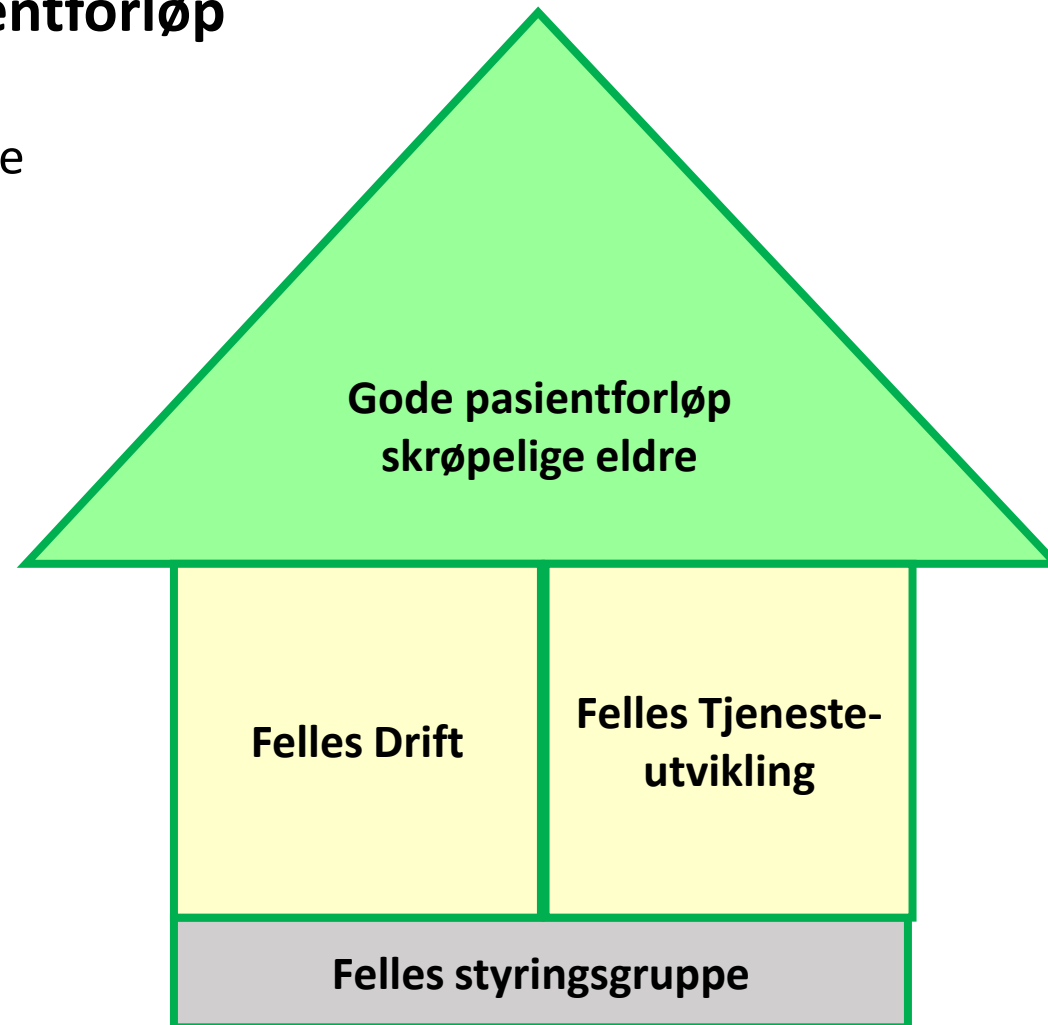 entforløp
e
Gode pasientforløp
skrøpelige eldre
Felles Drift
Felles Tjeneste-
utvikling
Felles styringsgruppe